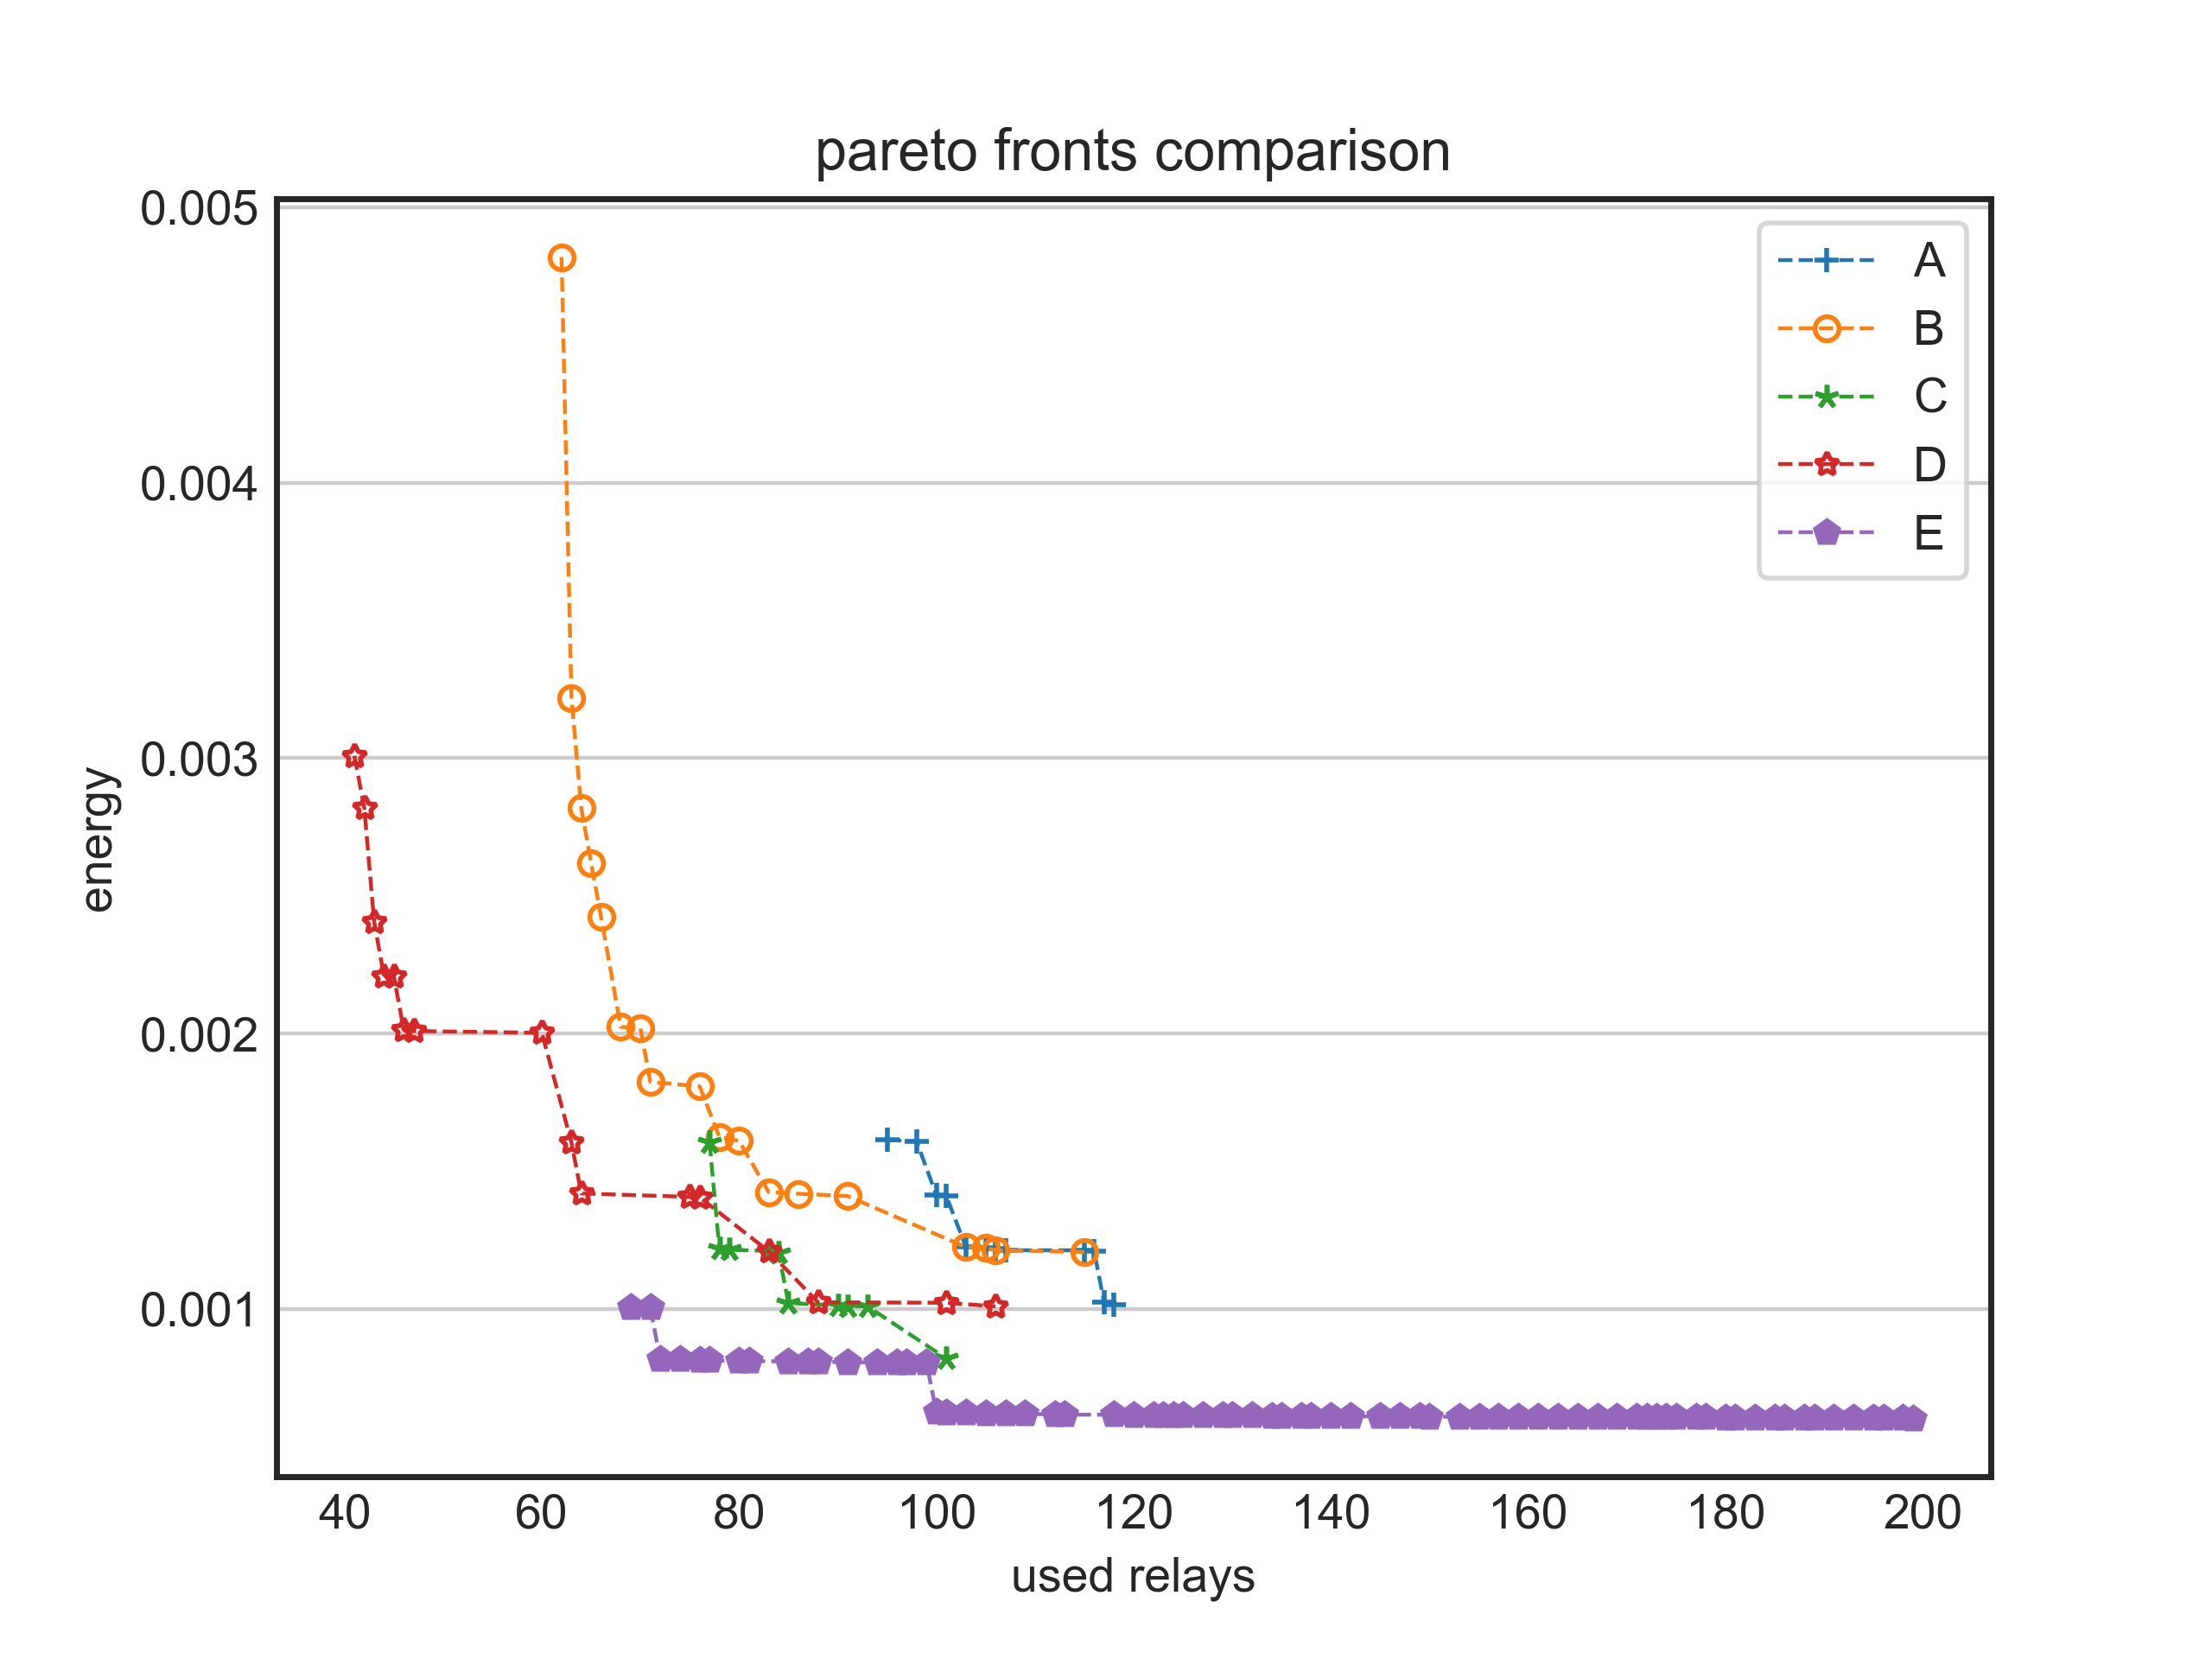 pareto fronts comparison
0.005
0.004
0.003
0.002
0.001
energy
A
B
C
D
E
40 60 80 100 120 140 160 180 200
used relays